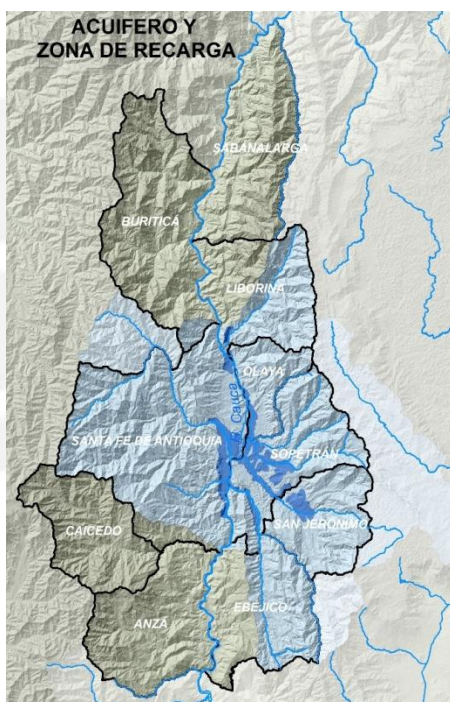 ACUIFERO Y
ZONA DE RECARGA
SABANALARGA
BURITICÁ
LIBORINA
OLAYA
Cauca
SANTA FE DE ANTIOQUIA
SOPETRÁN
SAN JERÓNIMO
CAICEDO
EBÉJICO
ANZÁ